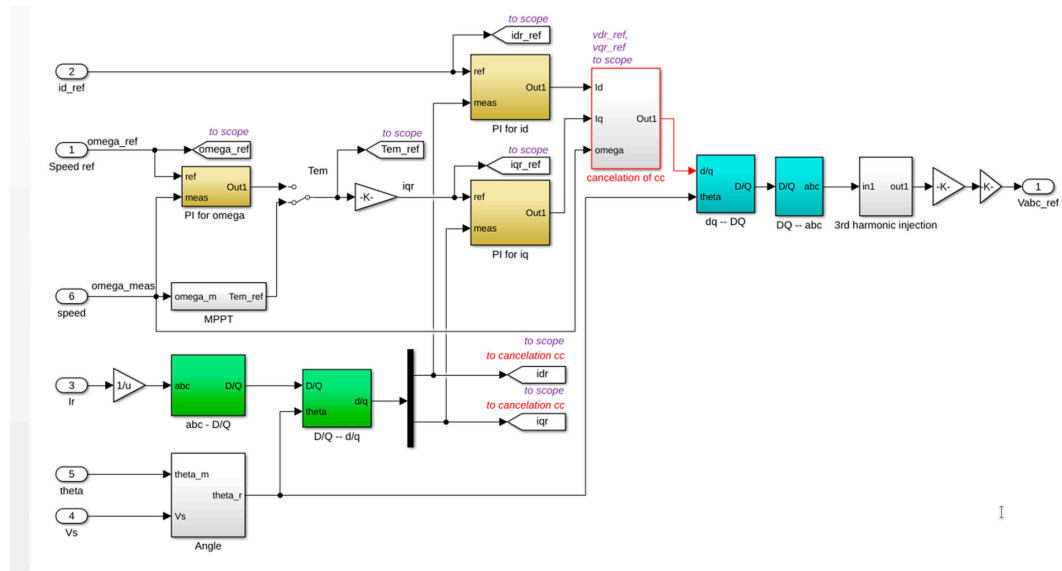 to scope
idr_ref
vdr_ref,
vqr_ref
to scope
2
id_ref
ref
meas
Out1
PI for id
Id
Iq
omega
Out1
cancelation of cc
to scope
omega_ref
1
Speed ref
omega_ref
ref
meas
Out1
PI for omega
Tem
to scope
Tem_ref
-K-
iqr
to scope
iqr_ref
ref
meas
Out1
PI for iq
d/q
theta
D/Q
dq -- DQ
D/Q
abc
DQ -- abc
in1
out1
3rd harmonic injection
-K-
-K-
1
Vabc_ref
omega_meas
6
speed
omega_m
Tem_ref
MPPT
to scope
to cancelation cc
idr
to scope
to cancelation cc
iqr
3
Ir
1/u
abc
D/Q
abc - D/Q
D/Q
theta
d/q
D/Q -- d/q
5
theta
4
Vs
theta_m
Vs
theta_r
Angle